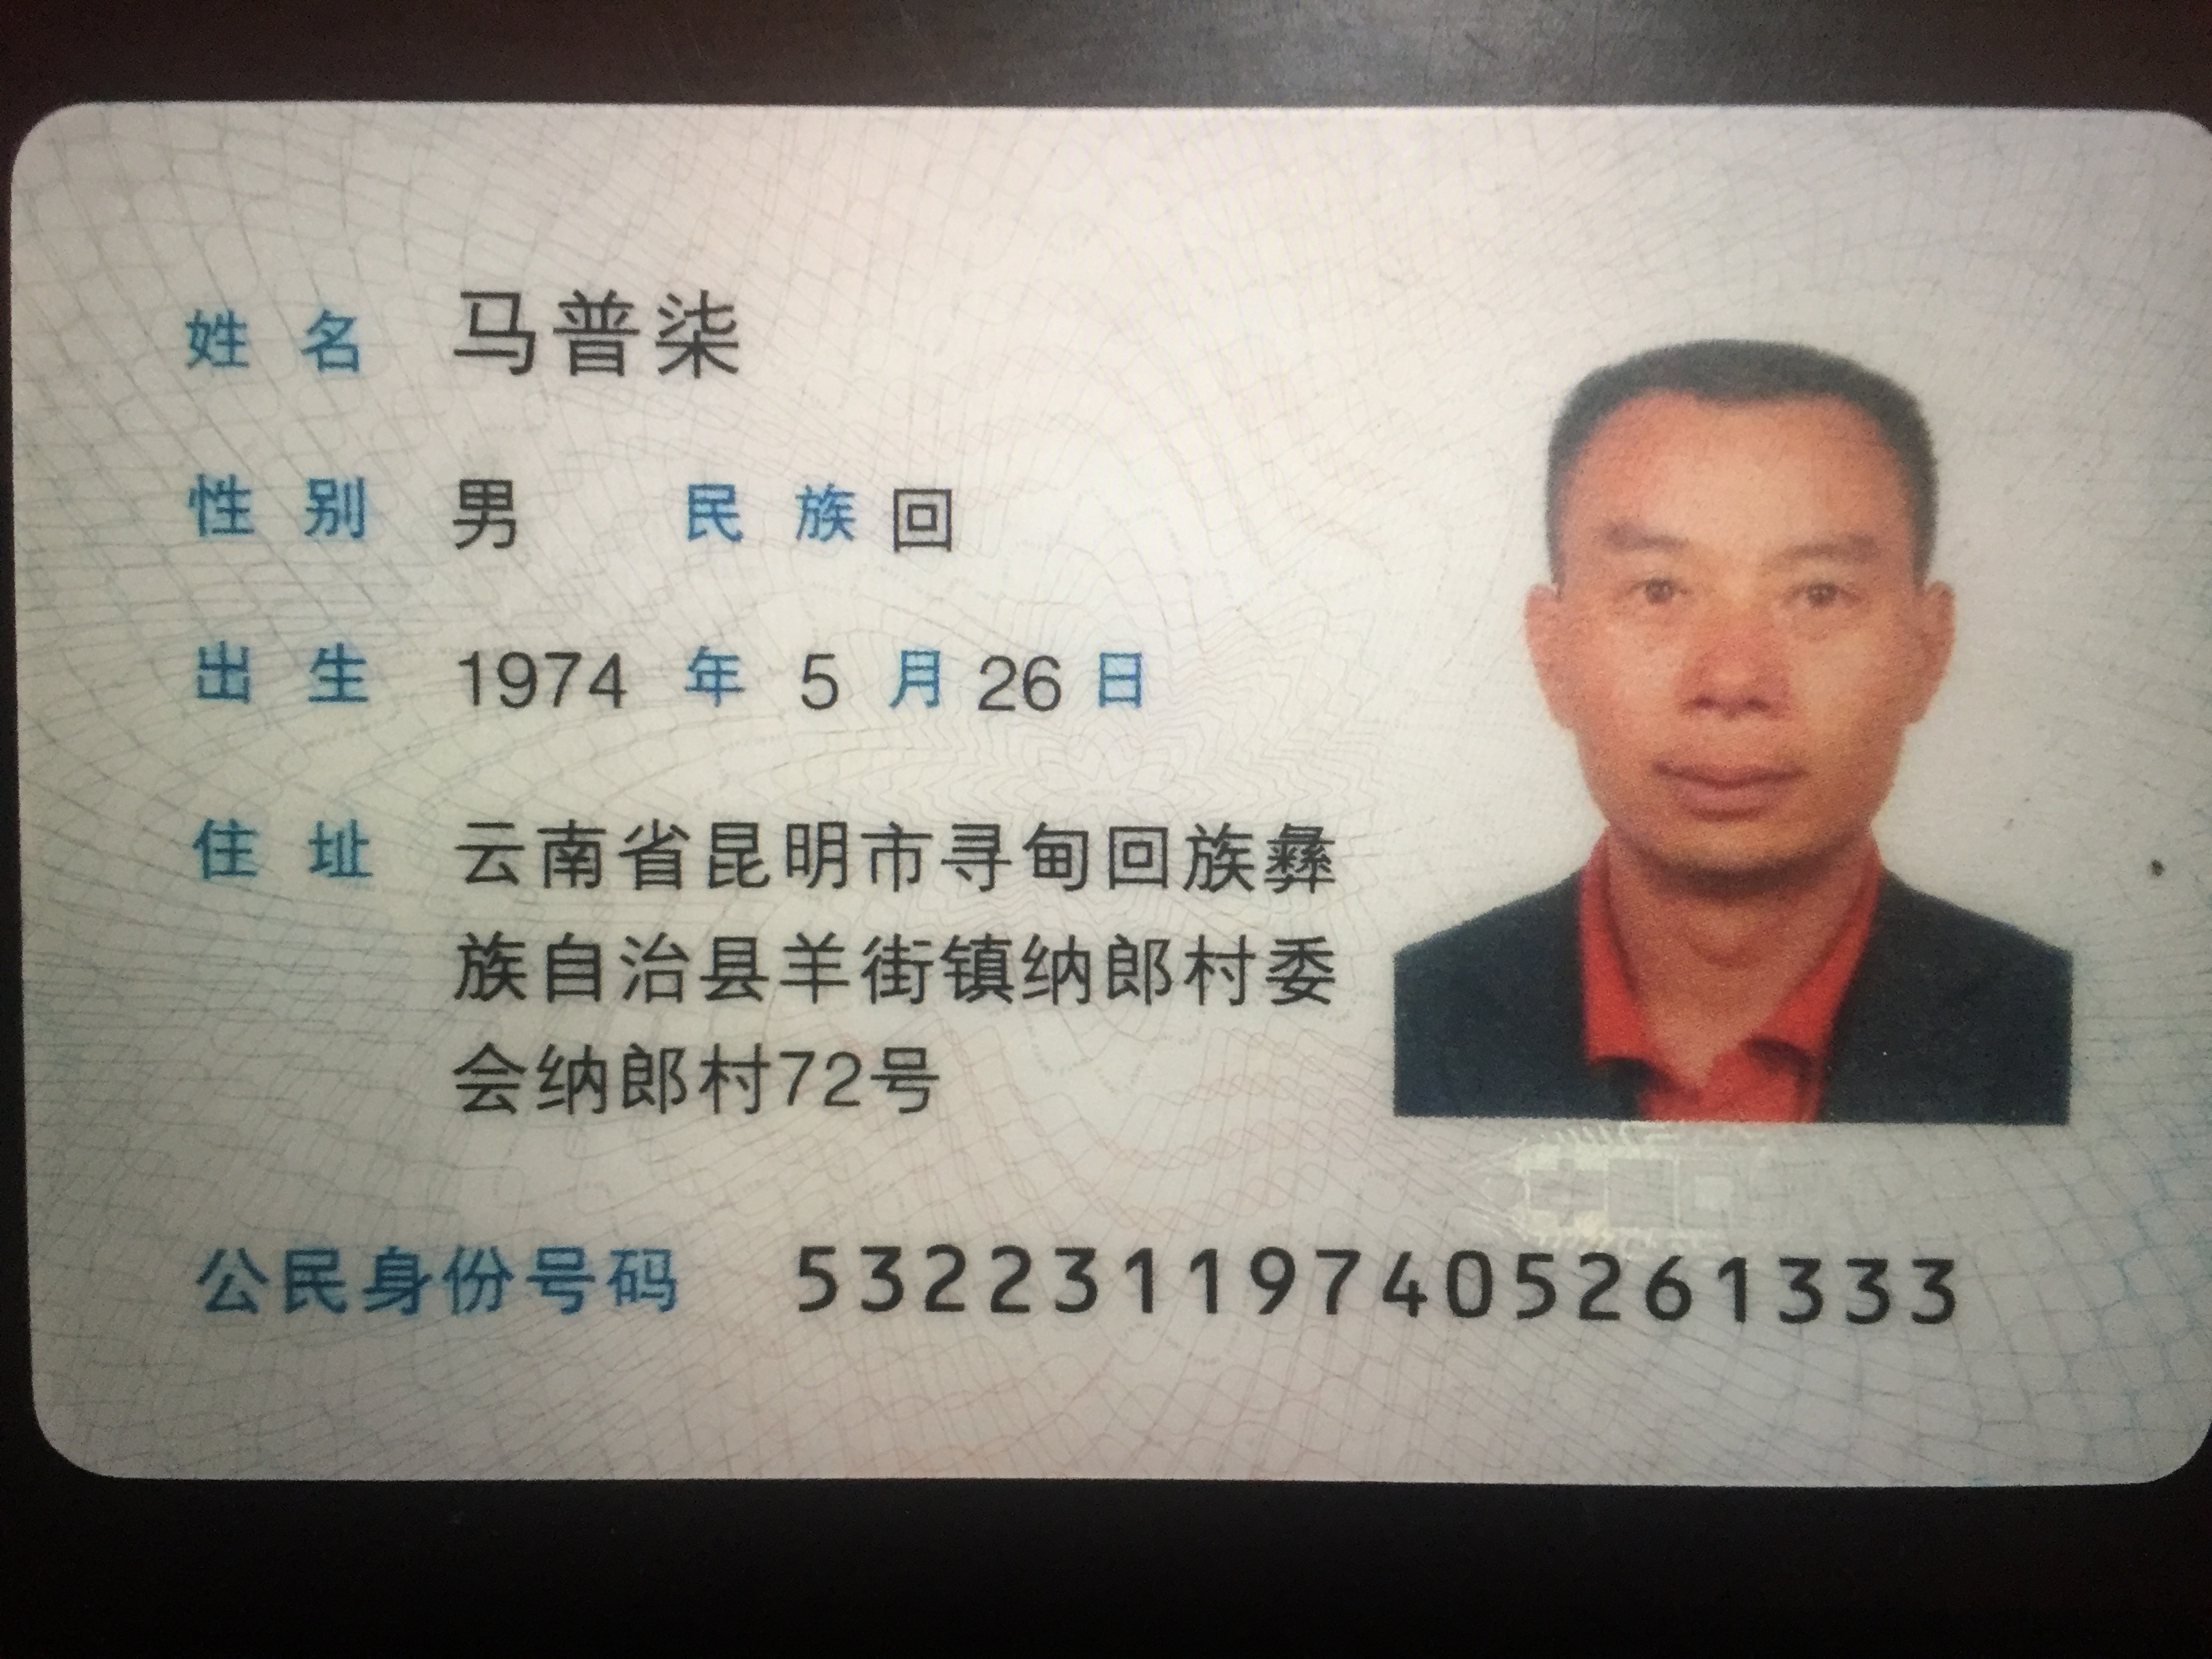 姓名 马普柒
性别 男 民族 回
出生 1974 年 5 月 26 日
住址 云南省昆明市寻甸回族彝
族自治县羊街镇纳郎村委
会纳郎村72号
公民身份号码 532231197405261333